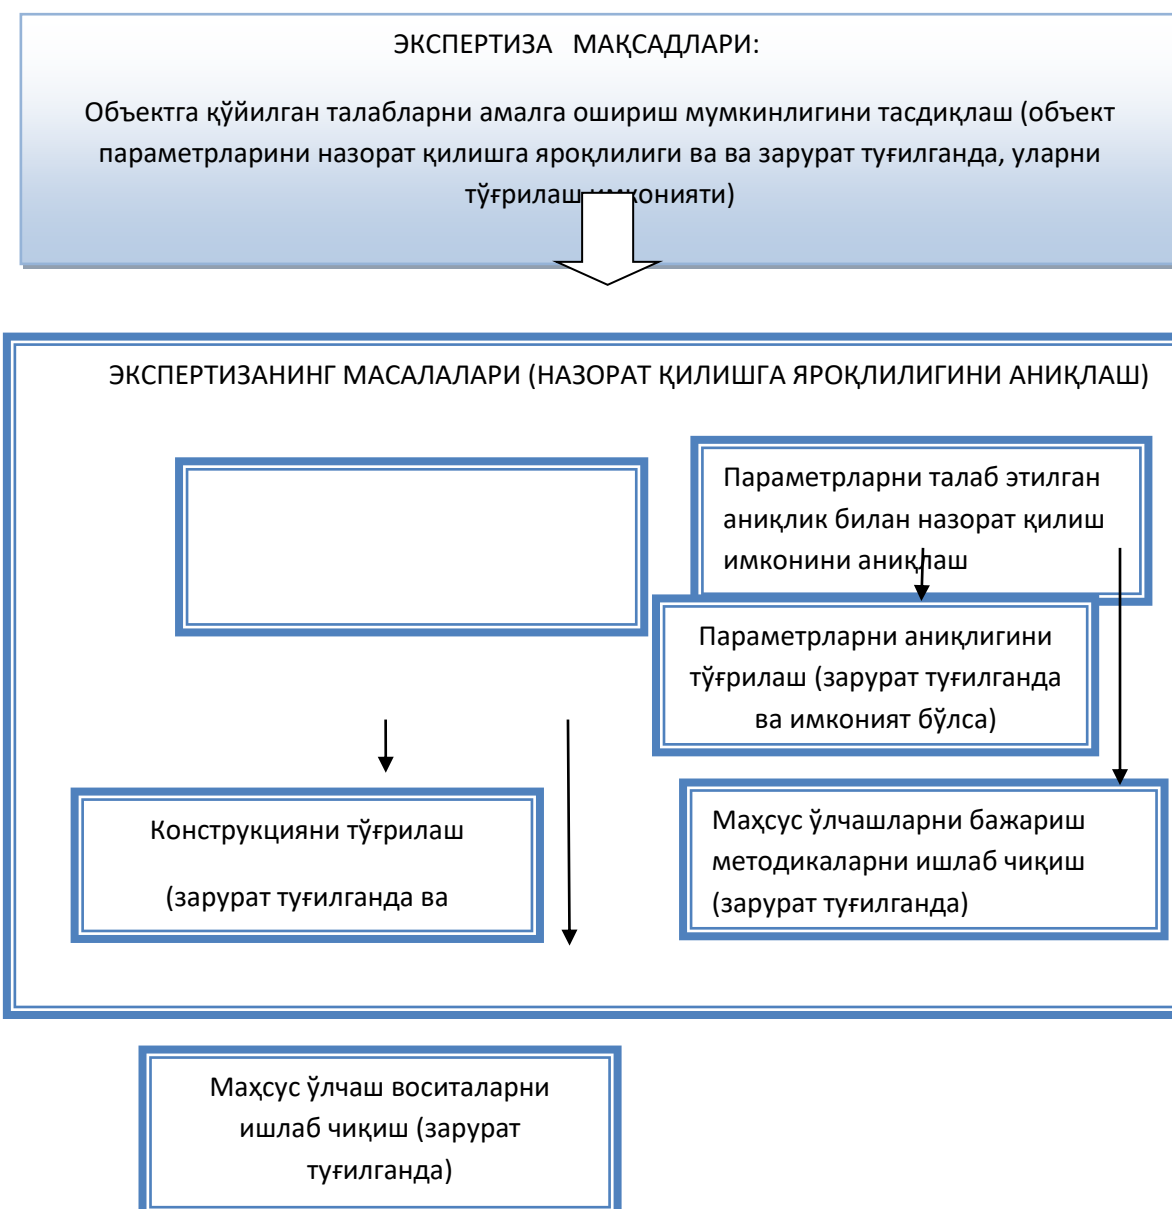 ЭКСПЕРТИЗА МАҚСАДЛАРИ:
Объектга қўйилган талабларни амалга ошириш мумкинлигини тасдиқлаш (объект
параметрларини назорат қилишга яроқлилиги ва ва зарурат туғилганда, уларни
тўғрилаш имконияти)
ЭКСПЕРТИЗАНИНГ МАСАЛАЛАРИ (НАЗОРАТ ҚИЛИШГА ЯРОҚЛИЛИГИНИ АНИҚЛАШ)
Параметрларни талаб этилган
аниқлик билан назорат қилиш
имконини аниқлаш
Параметрларни аниқлигини
тўғрилаш (зарурат туғилганда
ва имконият бўлса)
Конструкцияни тўғрилаш
(зарурат туғилганда ва
Махсус ўлчашларни бажариш
методикаларни ишлаб чиқиш
(зарурат туғилганда)
Махсус ўлчаш воситаларни
ишлаб чиқиш (зарурат
туғилганда)